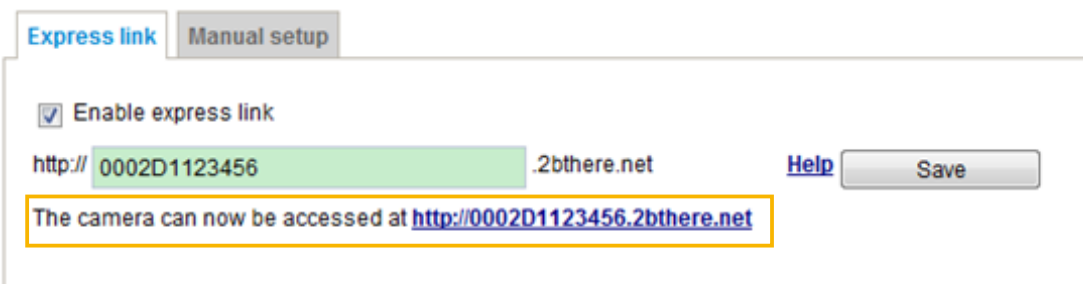 Express link Manual setup
Enable express link
http:// 0002D1123456 .2bthere.net Help Save
The camera can now be accessed at http://0002D1123456.2bthere.net